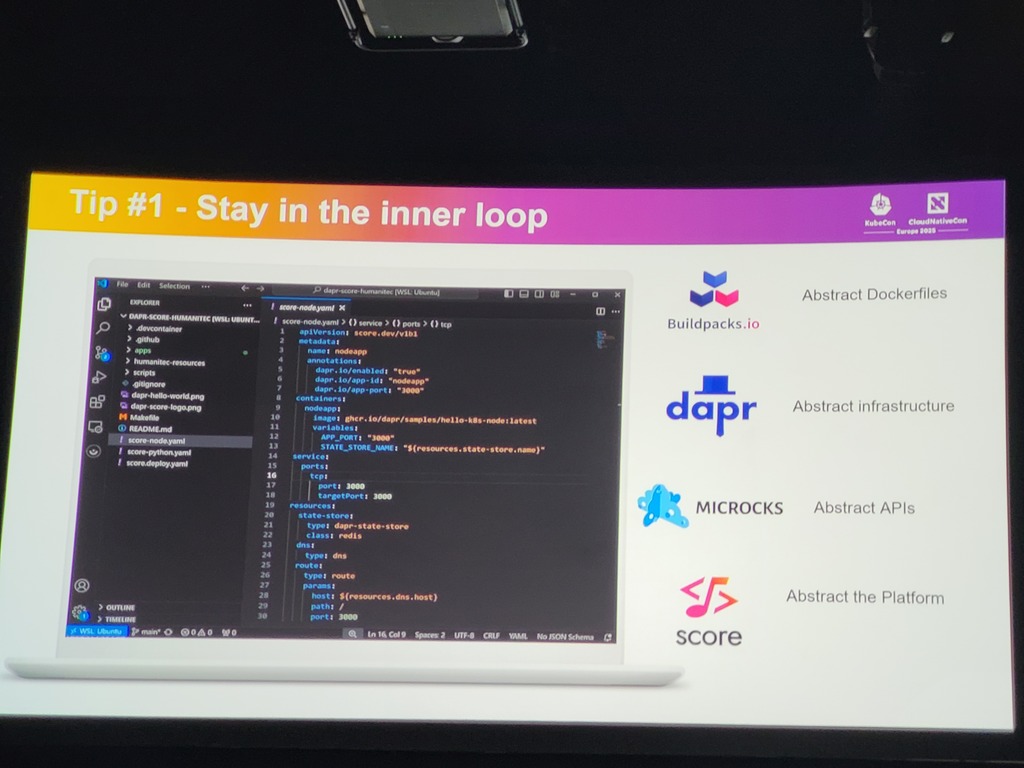 Tip #1 - Stay in the inner loop
KubeCon CloudNativeCon
Europe 2025
File Edit Selection ···
dapr-score-humanitec [WSL: Ubuntu]
EXPLORER ···
DAPR-SCORE-HUMANITEC [WSL: UBUNT...
.devcontainer
.github
apps
humanitec-resources
scripts
.gitignore
dapr-hello-world.png
dapr-score-logo.png
Makefile
README.md
score-node.yaml
score-python.yaml
score.deploy.yaml
OUTLINE
TIMELINE
score-node.yaml
score-node.yaml > {} service > {} ports > {} tcp
1 apiVersion: score.dev/v1b1
2 metadata:
3 name: nodeapp
4 annotations:
5 dapr.io/enabled: "true"
6 dapr.io/app-id: "nodeapp"
7 dapr.io/app-port: "3000"
8 containers:
9 nodeapp:
10 image: ghcr.io/dapr/samples/hello-k8s-node:latest
11 variables:
12 APP_PORT: "3000"
13 STATE_STORE_NAME: "${resources.state-store.name}"
14 service:
15 ports:
16 tcp:
17 port: 3000
18 targetPort: 3000
19 resources:
20 state-store:
21 type: dapr-state-store
22 class: redis
23 dns:
24 type: dns
25 route:
26 type: route
27 params:
28 host: ${resources.dns.host}
29 path: /
30 port: 3000
WSL: Ubuntu main* 0 0 0 Ln 16, Col 9 Spaces: 2 UTF-8 CRLF YAML No JSON Schema
Buildpacks.io
Abstract Dockerfiles
dapr
Abstract infrastructure
MICROCKS
Abstract APIs
score
Abstract the Platform